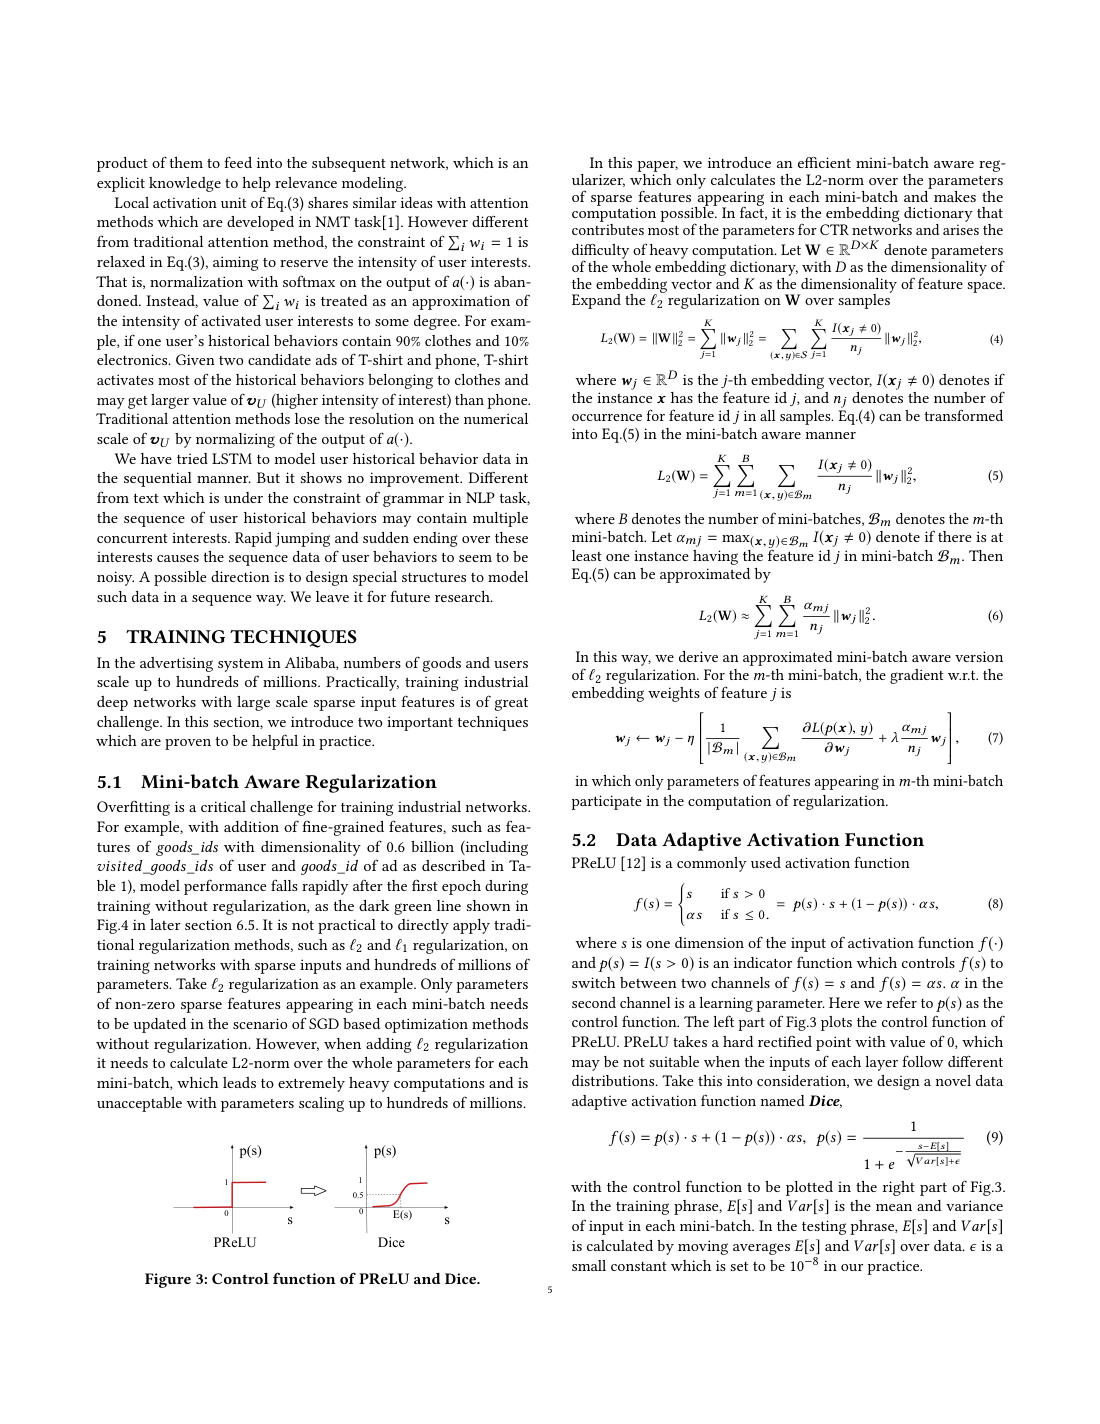 product of them to feed into the subsequent network, which is an
explicit knowledge to help relevance modeling.
Local activation unit of Eq.(3) shares similar ideas with attention
methods which are developed in NMT task[1]. However different
from traditional attention method, the constraint of ∑i wi = 1 is
relaxed in Eq.(3), aiming to reserve the intensity of user interests.
That is, normalization with softmax on the output of a(·) is aban-
doned. Instead, value of ∑i wi is treated as an approximation of
the intensity of activated user interests to some degree. For exam-
ple, if one user's historical behaviors contain 90% clothes and 10%
electronics. Given two candidate ads of T-shirt and phone, T-shirt
activates most of the historical behaviors belonging to clothes and
may get larger value of vU (higher intensity of interest) than phone.
Traditional attention methods lose the resolution on the numerical
scale of vU by normalizing of the output of a(·).
We have tried LSTM to model user historical behavior data in
the sequential manner. But it shows no improvement. Different
from text which is under the constraint of grammar in NLP task,
the sequence of user historical behaviors may contain multiple
concurrent interests. Rapid jumping and sudden ending over these
interests causes the sequence data of user behaviors to seem to be
noisy. A possible direction is to design special structures to model
such data in a sequence way. We leave it for future research.
5 TRAINING TECHNIQUES
In the advertising system in Alibaba, numbers of goods and users
scale up to hundreds of millions. Practically, training industrial
deep networks with large scale sparse input features is of great
challenge. In this section, we introduce two important techniques
which are proven to be helpful in practice.
5.1 Mini-batch Aware Regularization
Overfitting is a critical challenge for training industrial networks.
For example, with addition of fine-grained features, such as fea-
tures of goods_ids with dimensionality of 0.6 billion (including
visited_goods_ids of user and goods_id of ad as described in Ta-
ble 1), model performance falls rapidly after the first epoch during
training without regularization, as the dark green line shown in
Fig.4 in later section 6.5. It is not practical to directly apply tradi-
tional regularization methods, such as ℓ2 and ℓ1 regularization, on
training networks with sparse inputs and hundreds of millions of
parameters. Take ℓ2 regularization as an example. Only parameters
of non-zero sparse features appearing in each mini-batch needs
to be updated in the scenario of SGD based optimization methods
without regularization. However, when adding ℓ2 regularization
it needs to calculate L2-norm over the whole parameters for each
mini-batch, which leads to extremely heavy computations and is
unacceptable with parameters scaling up to hundreds of millions.
p(s) p(s)
1 1
0.5
0 s 0 E(s) s
PReLU Dice
Figure 3: Control function of PReLU and Dice.
In this paper, we introduce an efficient mini-batch aware reg-
ularizer, which only calculates the L2-norm over the parameters
of sparse features appearing in each mini-batch and makes the
computation possible. In fact, it is the embedding dictionary that
contributes most of the parameters for CTR networks and arises the
difficulty of heavy computation. Let W ∈ ℝ^{D×K} denote parameters
of the whole embedding dictionary, with D as the dimensionality of
the embedding vector and K as the dimensionality of feature space.
Expand the ℓ2 regularization on W over samples
L2(W) = ‖W‖_2^2 = ∑_{j=1}^{K} ‖wj‖_2^2 = ∑_{(x,y)∈S} ∑_{j=1}^{K} I(xj ≠ 0)/nj ‖wj‖_2^2, (4)
where wj ∈ ℝ^D is the j-th embedding vector, I(xj ≠ 0) denotes if
the instance x has the feature id j, and nj denotes the number of
occurrence for feature id j in all samples. Eq.(4) can be transformed
into Eq.(5) in the mini-batch aware manner
L2(W) = ∑_{j=1}^{K} ∑_{m=1}^{B} ∑_{(x,y)∈Bm} I(xj ≠ 0)/nj ‖wj‖_2^2, (5)
where B denotes the number of mini-batches, Bm denotes the m-th
mini-batch. Let αmj = max_{(x,y)∈Bm} I(xj ≠ 0) denote if there is at
least one instance having the feature id j in mini-batch Bm. Then
Eq.(5) can be approximated by
L2(W) ≈ ∑_{j=1}^{K} ∑_{m=1}^{B} αmj/nj ‖wj‖_2^2. (6)
In this way, we derive an approximated mini-batch aware version
of ℓ2 regularization. For the m-th mini-batch, the gradient w.r.t. the
embedding weights of feature j is
wj ← wj − η [ 1/|Bm| ∑_{(x,y)∈Bm} ∂L(p(x), y)/∂wj + λ αmj/nj wj ], (7)
in which only parameters of features appearing in m-th mini-batch
participate in the computation of regularization.
5.2 Data Adaptive Activation Function
PReLU [12] is a commonly used activation function
f(s) = { s if s > 0; αs if s ≤ 0. = p(s) · s + (1 − p(s)) · αs, (8)
where s is one dimension of the input of activation function f(·)
and p(s) = I(s > 0) is an indicator function which controls f(s) to
switch between two channels of f(s) = s and f(s) = αs. α in the
second channel is a learning parameter. Here we refer to p(s) as the
control function. The left part of Fig.3 plots the control function of
PReLU. PReLU takes a hard rectified point with value of 0, which
may be not suitable when the inputs of each layer follow different
distributions. Take this into consideration, we design a novel data
adaptive activation function named Dice,
f(s) = p(s) · s + (1 − p(s)) · αs, p(s) = 1/(1 + e^{−(s−E[s])/√(Var[s]+ϵ)}) (9)
with the control function to be plotted in the right part of Fig.3.
In the training phrase, E[s] and Var[s] is the mean and variance
of input in each mini-batch. In the testing phrase, E[s] and Var[s]
is calculated by moving averages E[s] and Var[s] over data. ϵ is a
small constant which is set to be 10^{−8} in our practice.
5